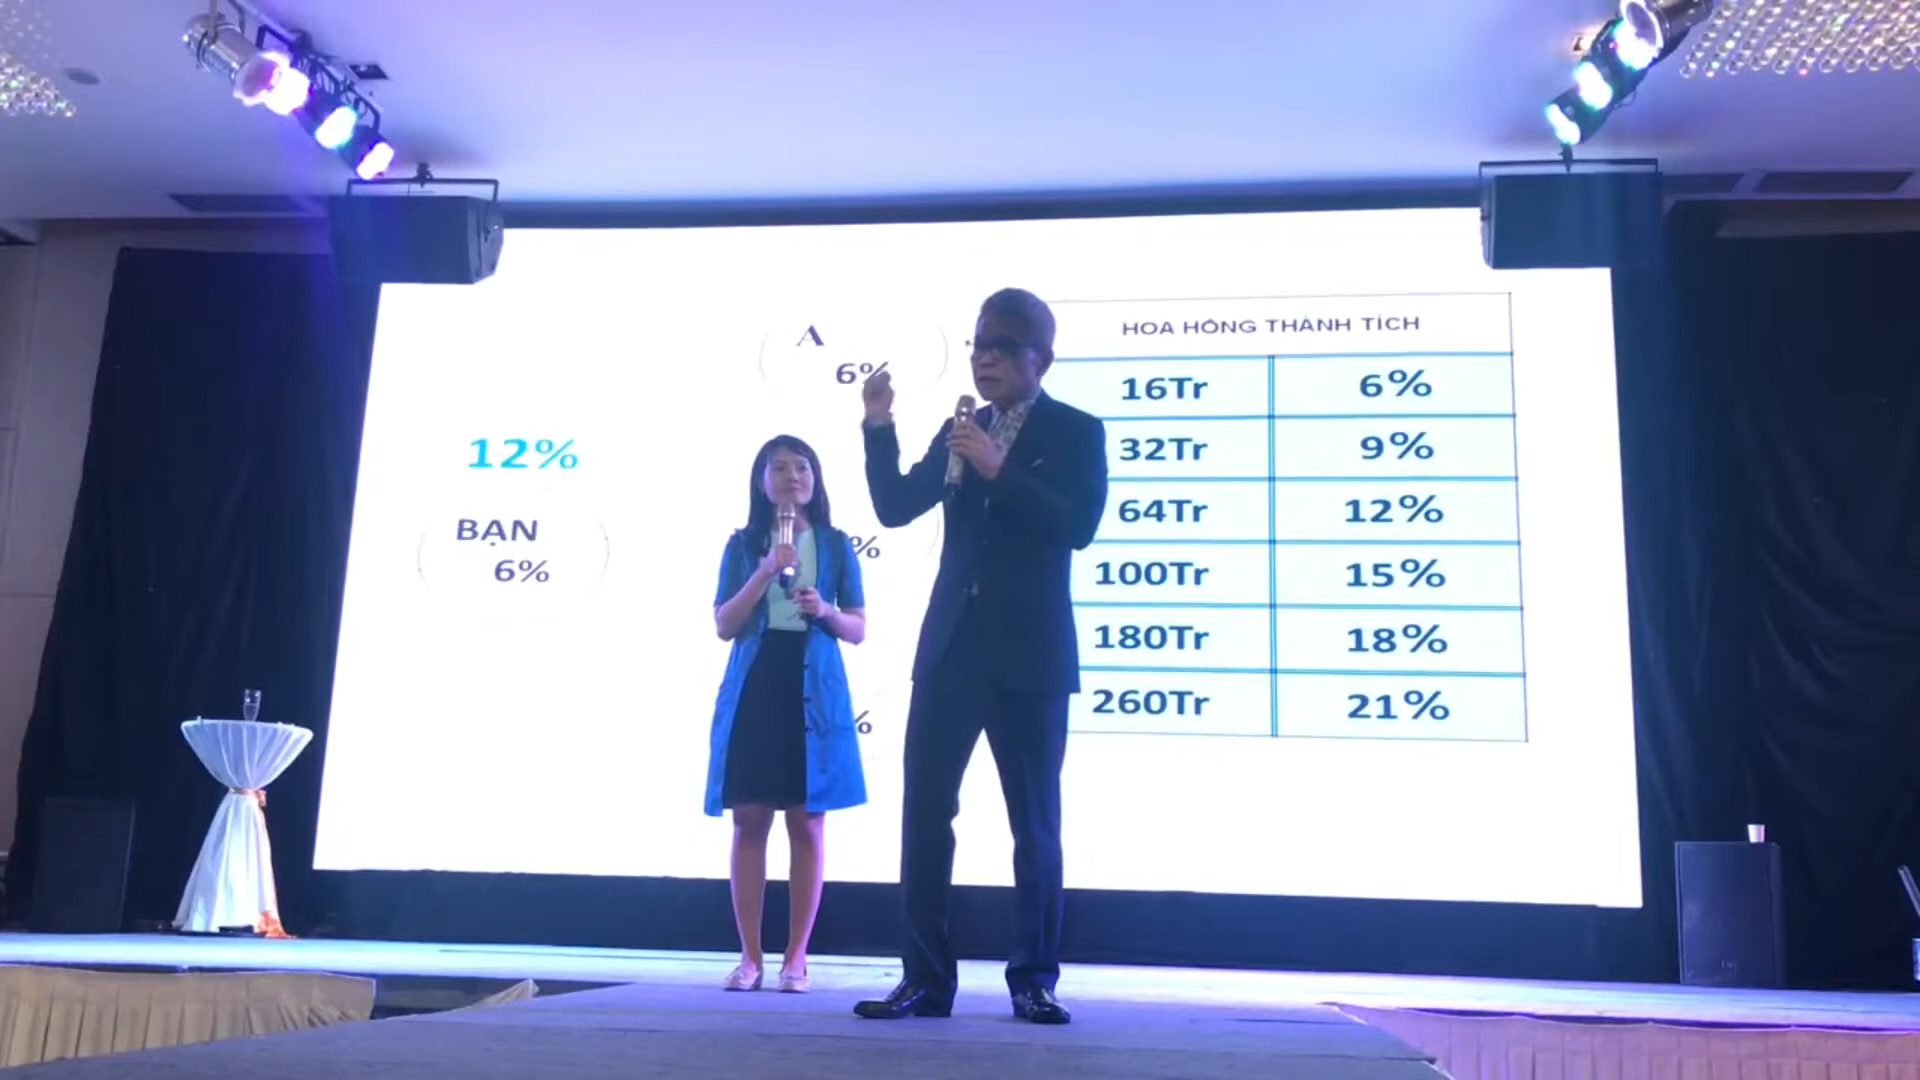 12%
BẠN
6%
A
6%
%
%
HOA HỒNG THÀNH TÍCH
16Tr 6%
32Tr 9%
64Tr 12%
100Tr 15%
180Tr 18%
260Tr 21%